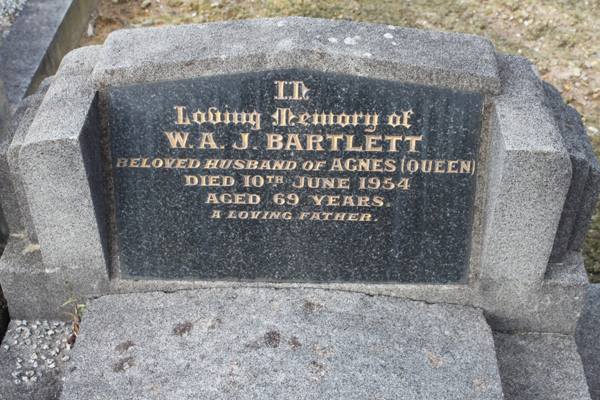 In
Loving Memory of
W. A. J. BARTLETT
BELOVED HUSBAND OF AGNES (QUEEN)
DIED 10TH JUNE 1954
AGED 69 YEARS.
A LOVING FATHER.